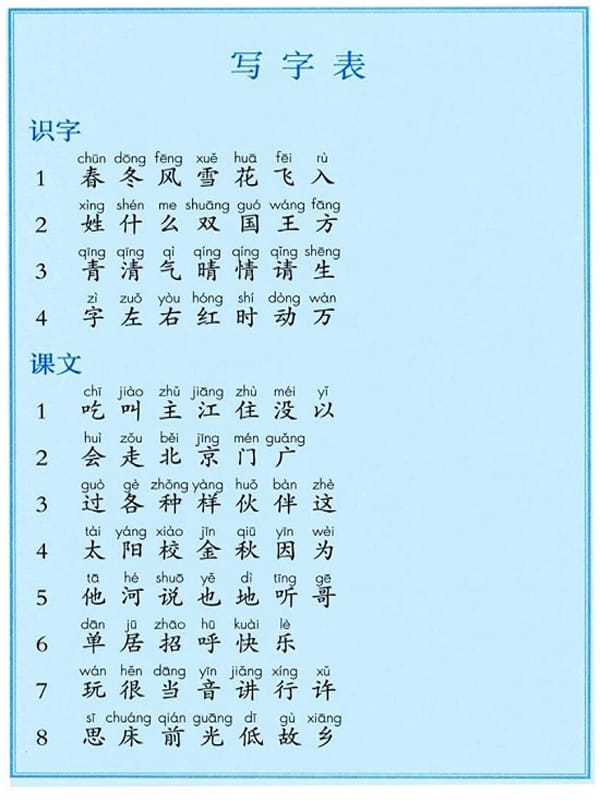 写字表
识字
chūn dōng fēng xuě huā fēi rù
1 春 冬 风 雪 花 飞 入
xìng shén me shuāng guó wáng fāng
2 姓 什 么 双 国 王 方
qīng qīng qì qíng qíng qǐng shēng
3 青 清 气 晴 情 请 生
zì zuǒ yòu hóng shí dòng wàn
4 字 左 右 红 时 动 万
课文
chī jiào zhǔ jiāng zhù méi yǐ
1 吃 叫 主 江 住 没 以
huì zǒu běi jīng mén guǎng
2 会 走 北 京 门 广
guò gè zhǒng yàng huǒ bàn zhè
3 过 各 种 样 伙 伴 这
tài yáng xiào jīn qiū yīn wèi
4 太 阳 校 金 秋 因 为
tā hé shuō yě dì tīng gē
5 他 河 说 也 地 听 哥
dān jū zhāo hū kuài lè
6 单 居 招 呼 快 乐
wán hěn dāng yīn jiǎng xíng xǔ
7 玩 很 当 音 讲 行 许
sī chuáng qián guāng dī gù xiāng
8 思 床 前 光 低 故 乡